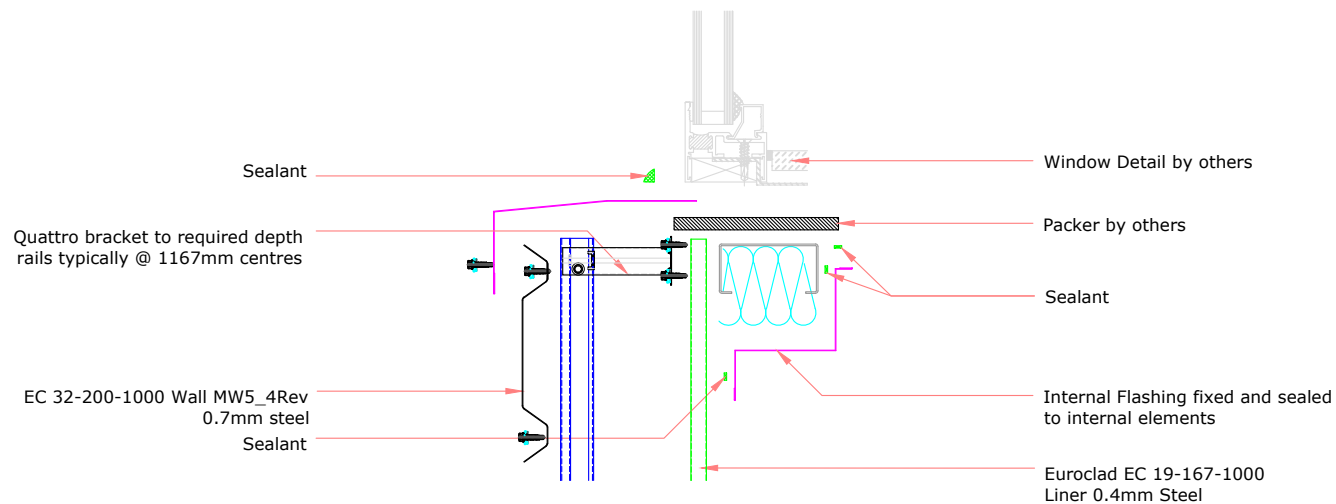 Sealant
Quattro bracket to required depth
rails typically @ 1167mm centres
EC 32-200-1000 Wall MW5_4Rev
0.7mm steel
Sealant
Window Detail by others
Packer by others
Sealant
Internal Flashing fixed and sealed
to internal elements
Euroclad EC 19-167-1000
Liner 0.4mm Steel